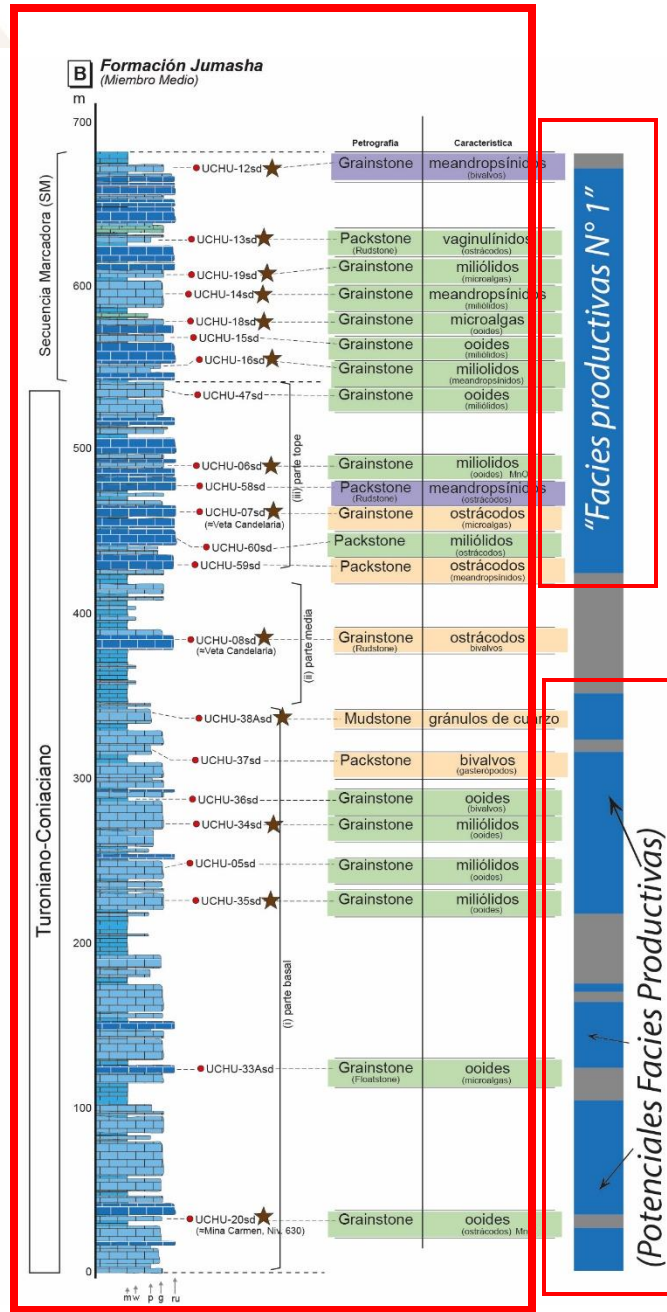 B Formación Jumasha
(Miembro Medio)
m
700
Petrografia Caracteristica
UCHU-12sd Grainstone meandropsínidos
(bivalvos)
UCHU-13sd Packstone vaginulínidos
(Rudstone) (ostrácodos)
UCHU-19sd Grainstone miliólidos
(microalgas)
600
UCHU-14sd Grainstone meandropsínidos
(miliólidos)
UCHU-18sd Grainstone microalgas
(ooides)
UCHU-15sd Grainstone ooides
(miliólidos)
UCHU-16sd Grainstone miliolidos
(meandropsínidos)
UCHU-47sd Grainstone ooides
(miliólidos)
500
UCHU-06sd Grainstone miliolidos
(ooides) MnO
UCHU-58sd Packstone meandropsínidos
(Rudstone) (ostrácodos)
UCHU-07sd Grainstone ostrácodos
(≈Veta Candelaria) (microalgas)
UCHU-60sd Packstone miliólidos
(ostrácodos)
UCHU-59sd Packstone ostrácodos
(meandropsínidos)
400
UCHU-08sd Grainstone ostrácodos
(≈Veta Candelaria) (Rudstone) bivalvos
UCHU-38Asd Mudstone gránulos de cuarzo
UCHU-37sd Packstone bivalvos
(gasterópodos)
300
UCHU-36sd Grainstone ooides
(bivalvos)
UCHU-34sd Grainstone miliólidos
(ooides)
UCHU-05sd Grainstone miliólidos
(ooides)
UCHU-35sd Grainstone miliólidos
(ooides)
200
UCHU-33Asd Grainstone ooides
(Floatstone) (microalgas)
100
UCHU-20sd Grainstone ooides
(≈Mina Carmen, Niv. 630) (ostrácodos)
0
m w p g ru
Secuencia Marcadora (SM)
Turoniano-Coniaciano
(iii) parte tope
(ii) parte media
(i) parte basal
"Facies productivas N° 1"
(Potenciales Facies Productivas)